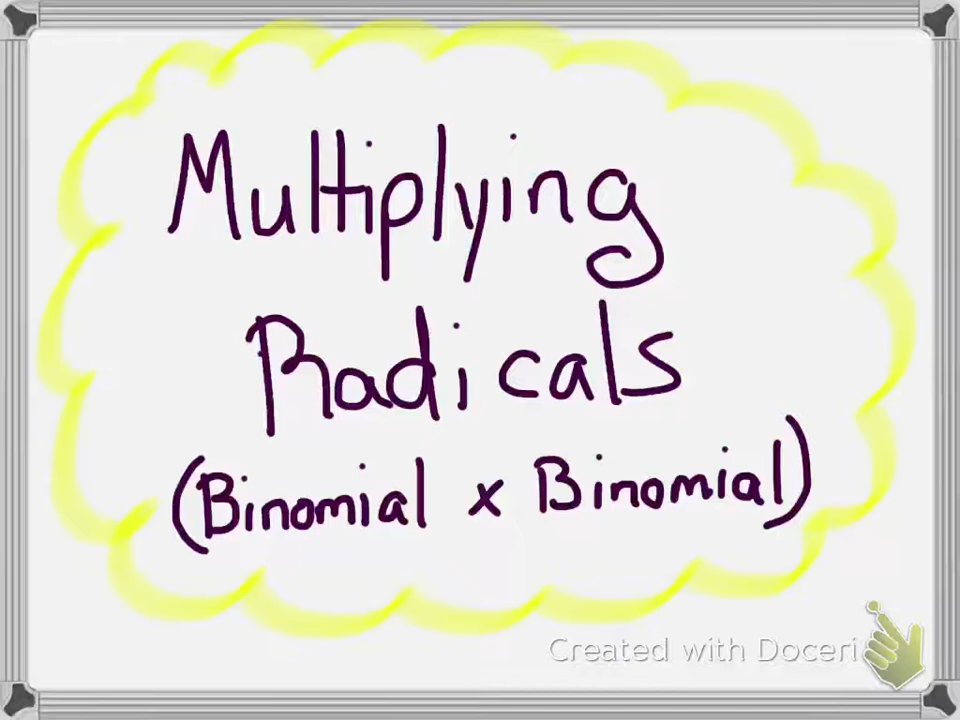 Multiplying
Radicals
(Binomial x Binomial)
Created with Doceri